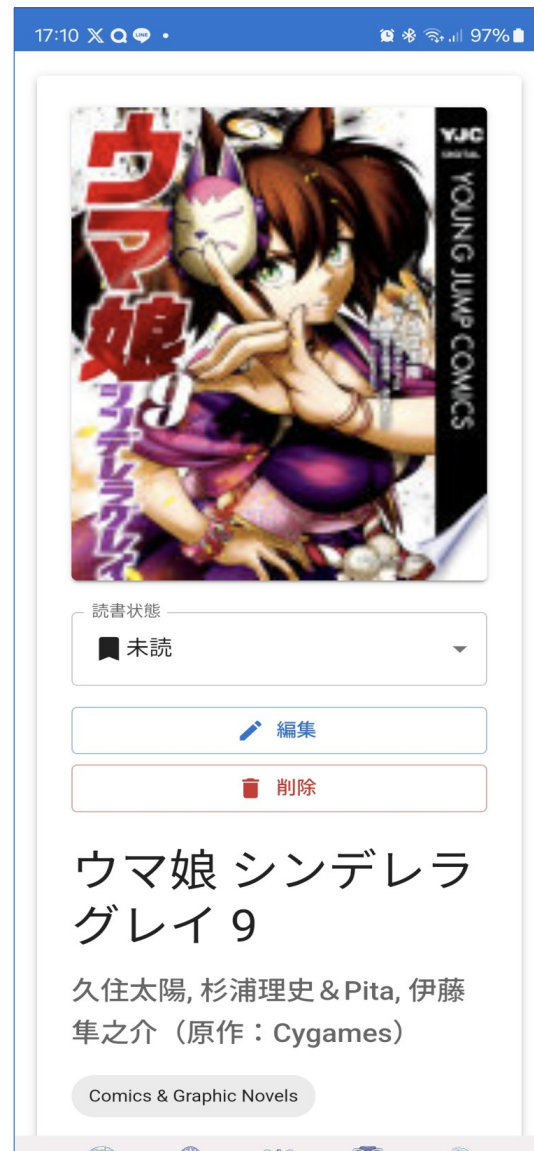 17:10
97%
ウマ娘
シンデレラグレイ
9
YJC
DIGITAL
YOUNG JUMP COMICS
読書状態
未読
編集
削除
ウマ娘 シンデレラ
グレイ 9
久住太陽, 杉浦理史＆Pita, 伊藤
隼之介（原作：Cygames）
Comics & Graphic Novels